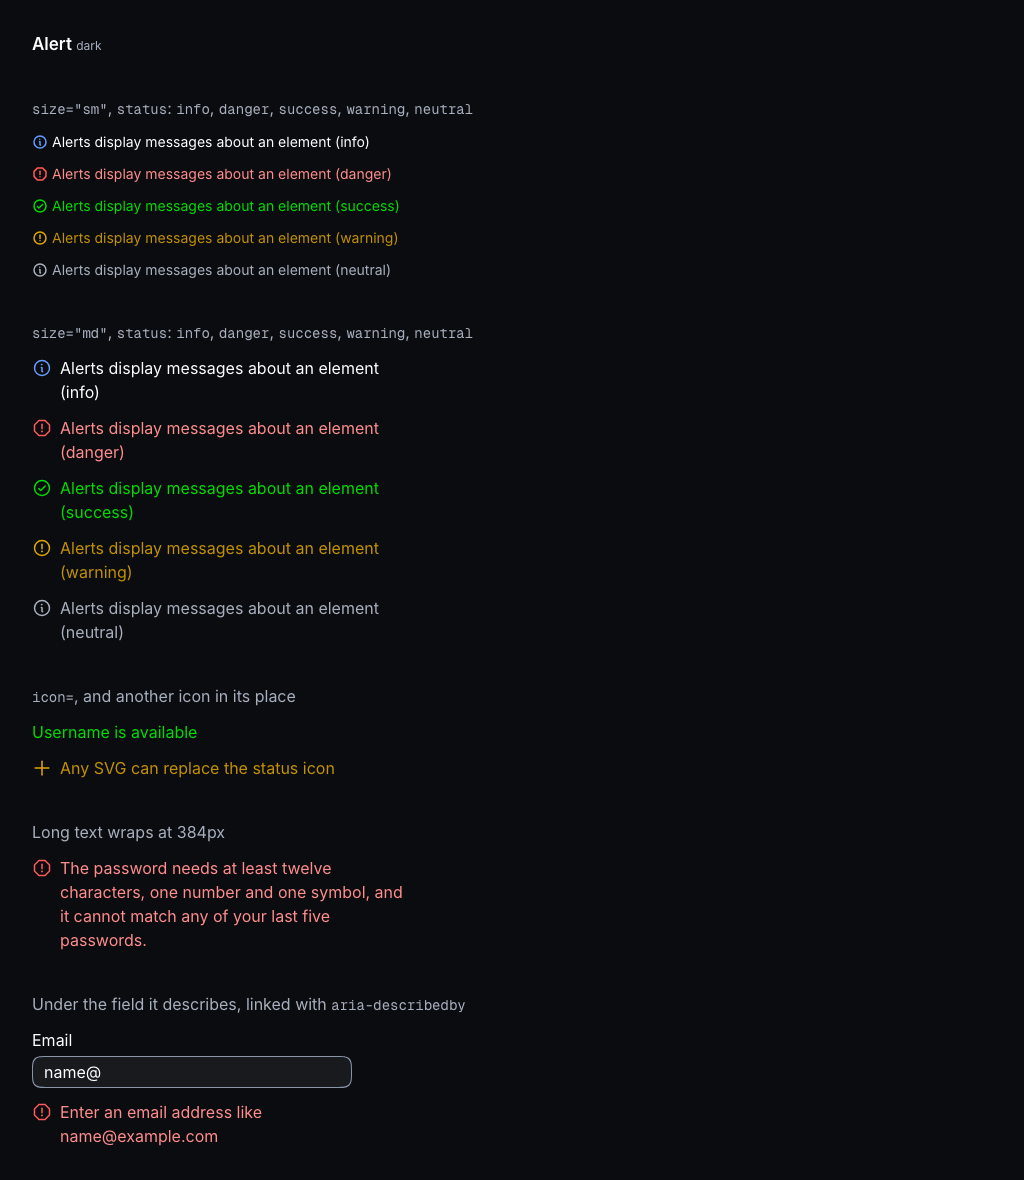 Alert dark
size="sm", status: info, danger, success, warning, neutral
Alerts display messages about an element (info)
Alerts display messages about an element (danger)
Alerts display messages about an element (success)
Alerts display messages about an element (warning)
Alerts display messages about an element (neutral)
size="md", status: info, danger, success, warning, neutral
Alerts display messages about an element
(info)
Alerts display messages about an element
(danger)
Alerts display messages about an element
(success)
Alerts display messages about an element
(warning)
Alerts display messages about an element
(neutral)
icon=, and another icon in its place
Username is available
Any SVG can replace the status icon
Long text wraps at 384px
The password needs at least twelve
characters, one number and one symbol, and
it cannot match any of your last five
passwords.
Under the field it describes, linked with aria-describedby
Email
name@
Enter an email address like
name@example.com